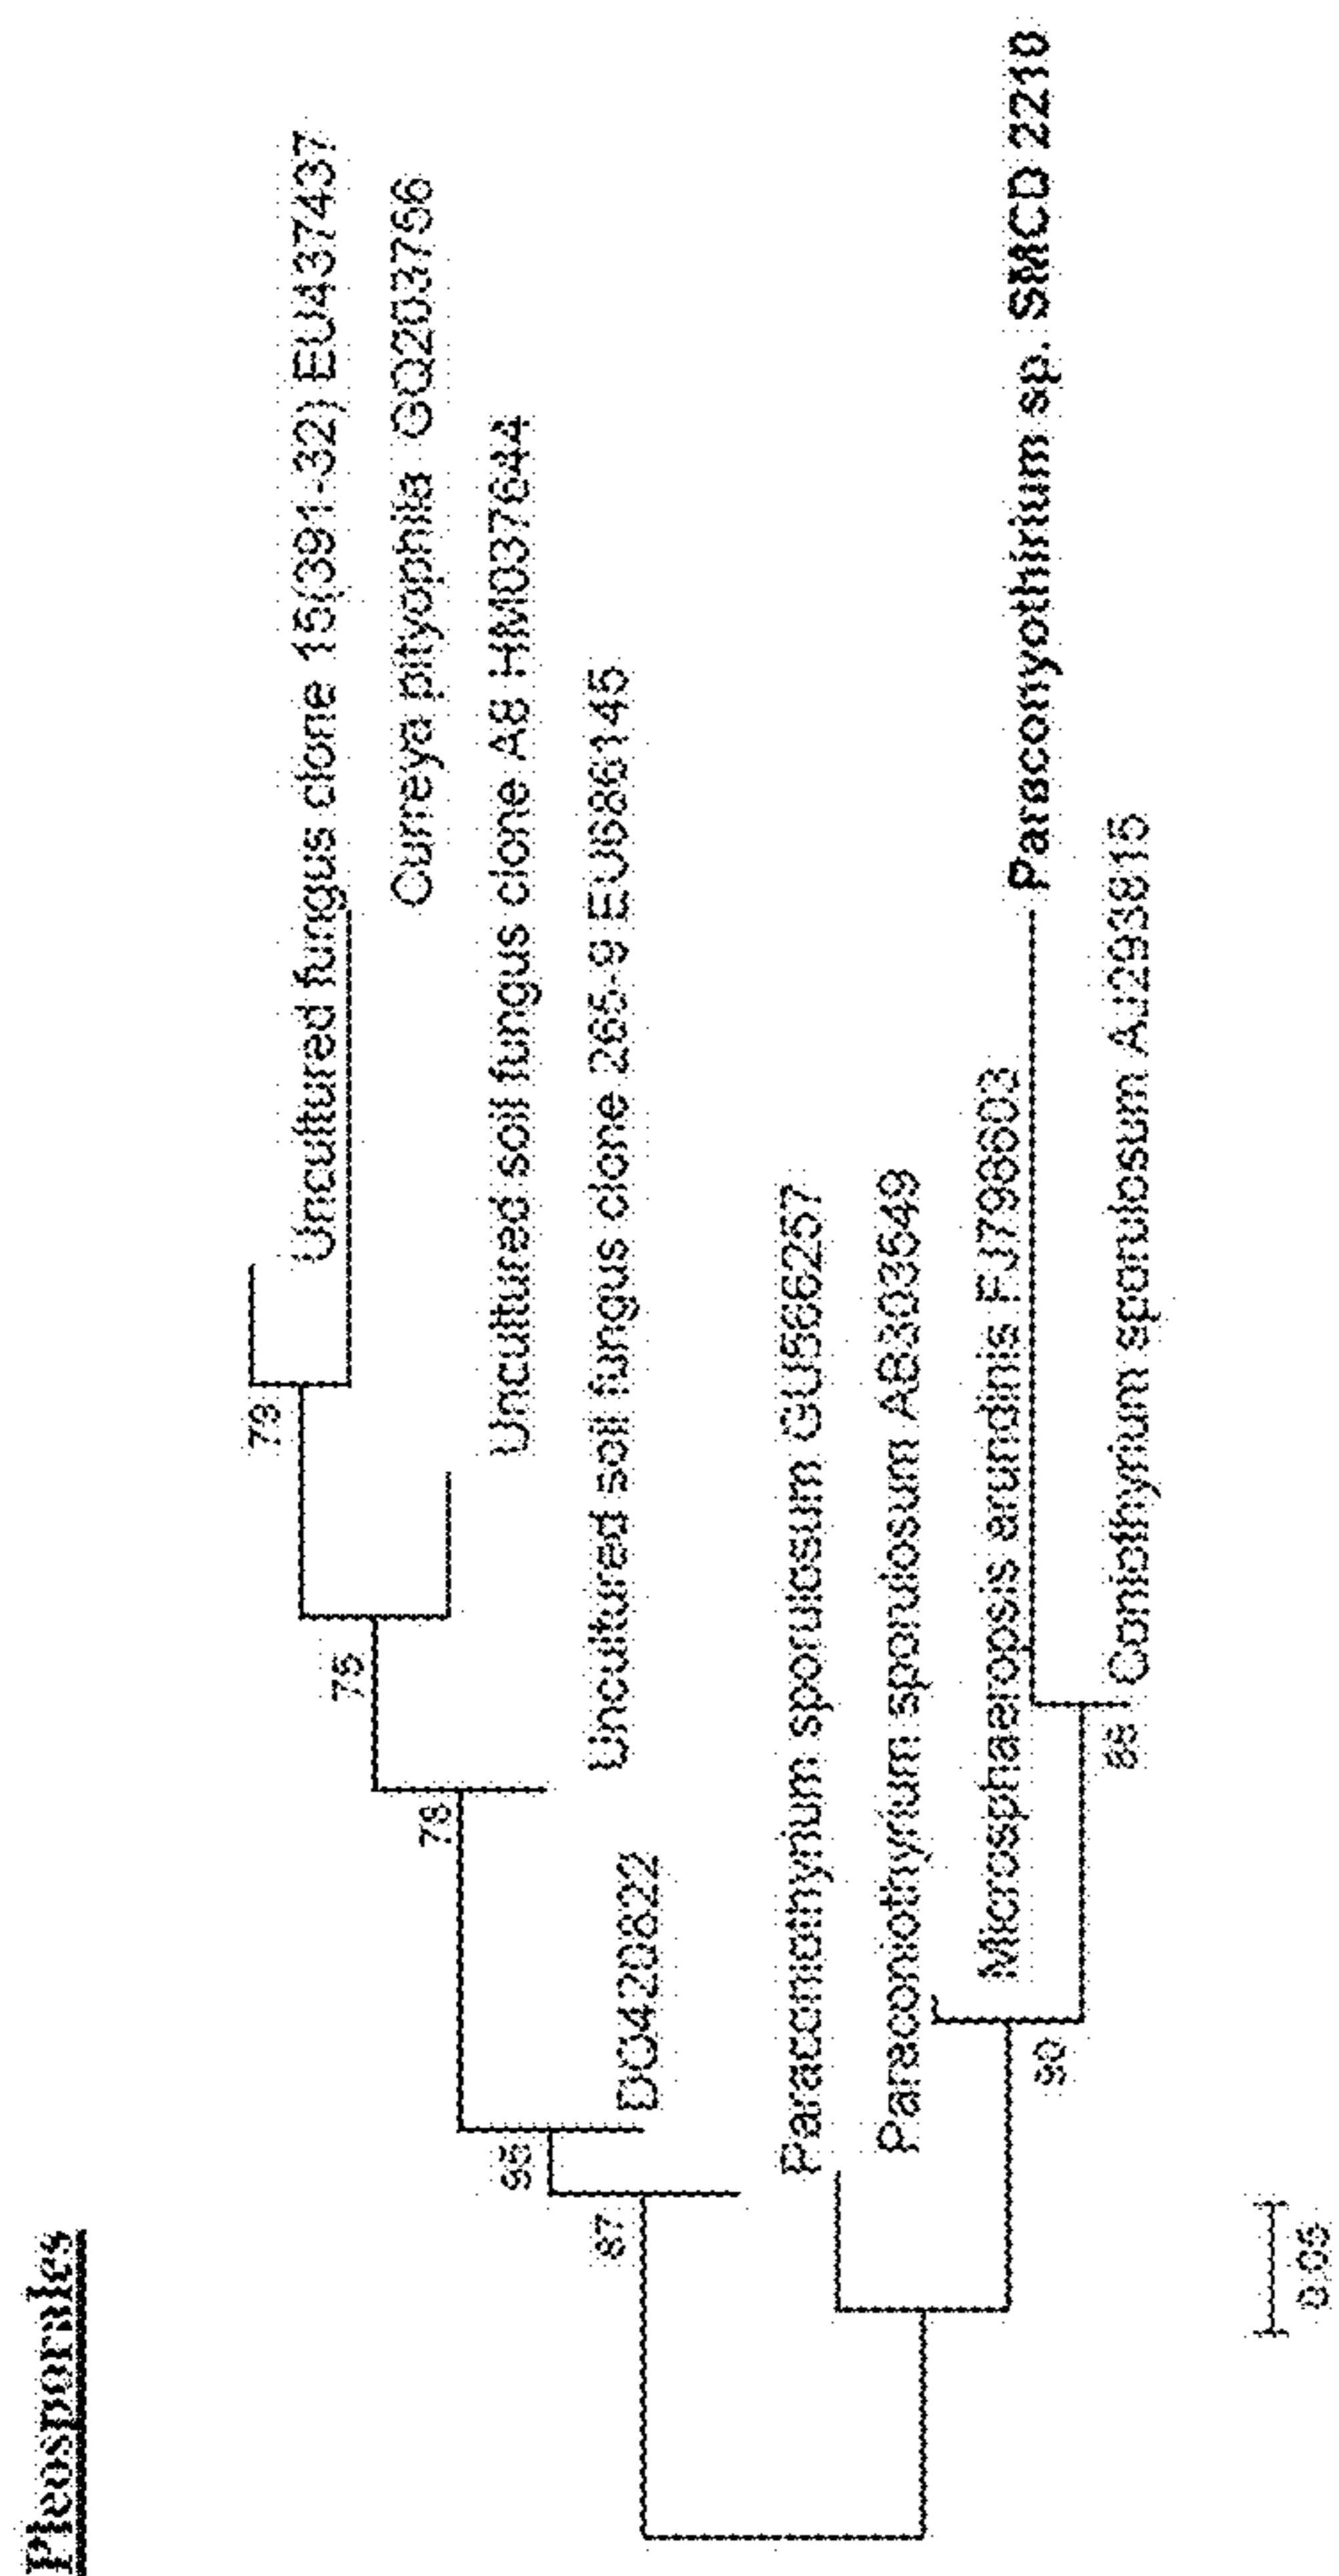 Pleosporales
Uncultured fungus clone 15(391-32) EU437437
79
Curreya pityophila GQ203756
75
Uncultured soil fungus clone A8 HM037644
78
Uncultured soil fungus clone 265-9 EU686145
95
DQ420822
87
Paraconiothyrium sporulosum GU566257
Paraconiothyrium sporulosum AB303549
Microsphaeropsis arundinis FJ798603
90
Paraconyothirium sp. SMCD 2210
88
Coniothyrium sporulosum AJ293815
0.05